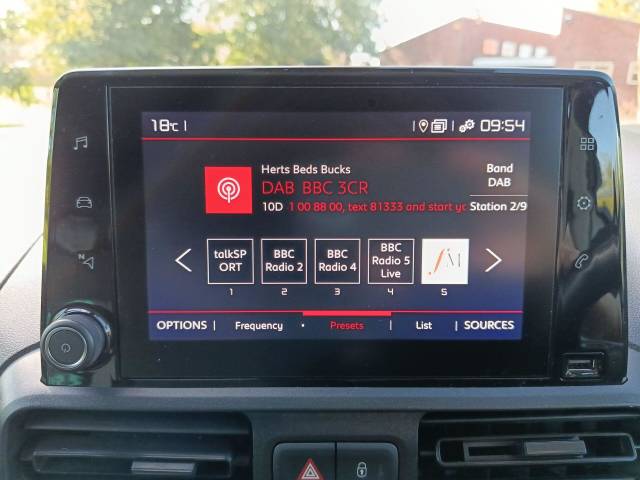 18°C
09:54
Herts Beds Bucks
DAB BBC 3CR
10D 1 00 88 00, text 81333 and start yo
Band
DAB
Station 2/9
talkSP
ORT
1
BBC
Radio 2
2
BBC
Radio 4
3
BBC
Radio 5
Live
4
fM
5
OPTIONS
Frequency
Presets
List
SOURCES
N